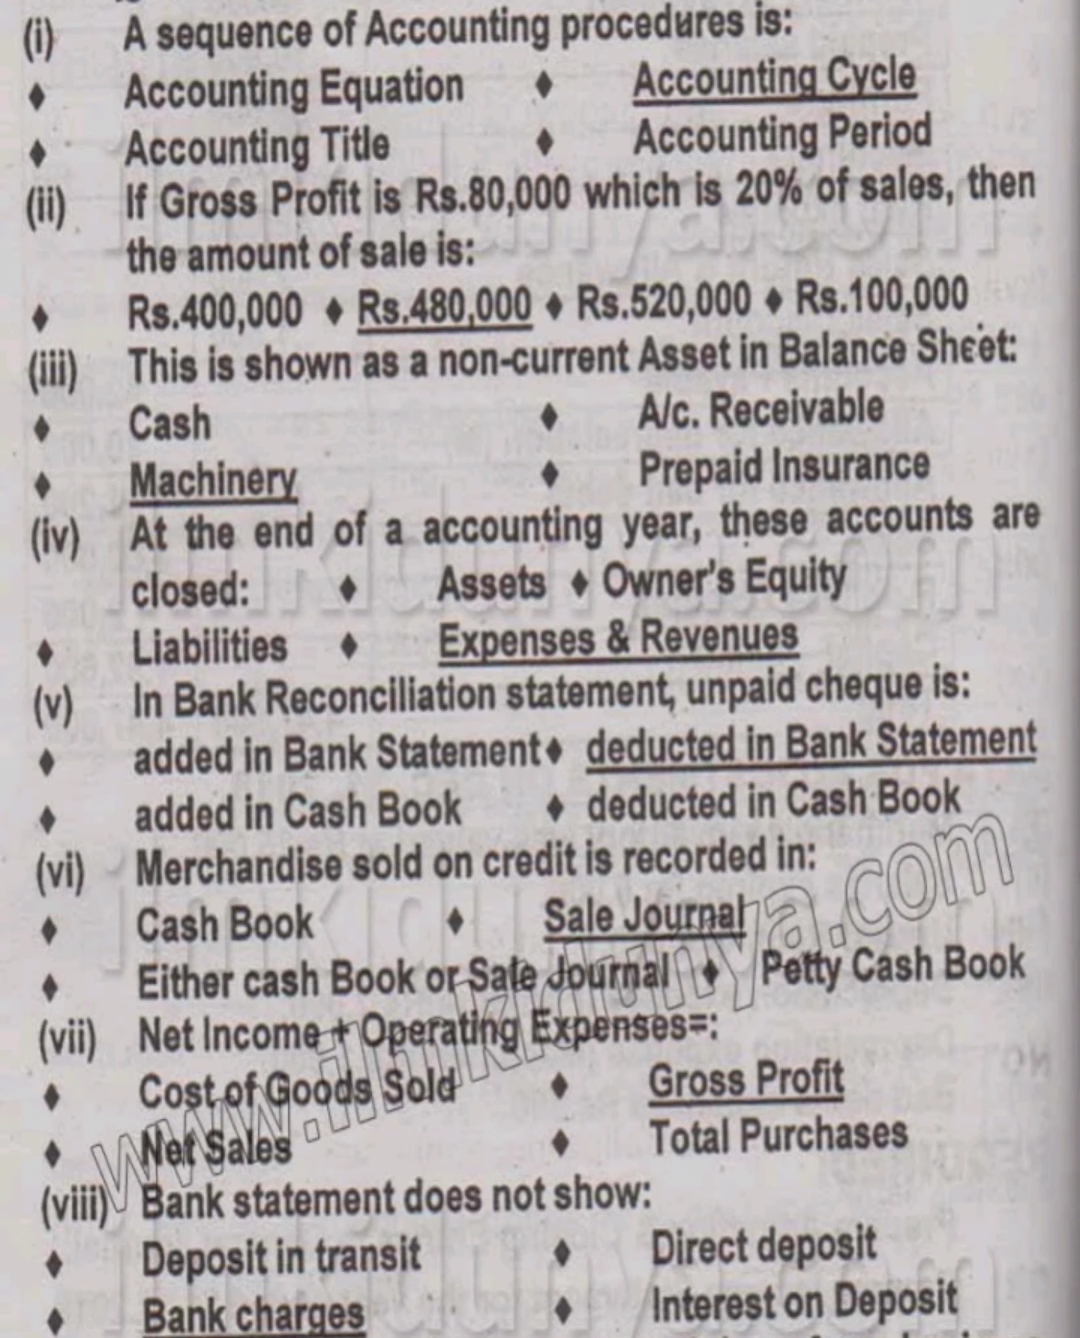 (i) A sequence of Accounting procedures is:
♦ Accounting Equation ♦ Accounting Cycle
♦ Accounting Title ♦ Accounting Period
(ii) If Gross Profit is Rs.80,000 which is 20% of sales, then
the amount of sale is:
♦ Rs.400,000 ♦ Rs.480,000 ♦ Rs.520,000 ♦ Rs.100,000
(iii) This is shown as a non-current Asset in Balance Sheet:
♦ Cash ♦ A/c. Receivable
♦ Machinery ♦ Prepaid Insurance
(iv) At the end of a accounting year, these accounts are
closed: ♦ Assets ♦ Owner's Equity
♦ Liabilities ♦ Expenses & Revenues
(v) In Bank Reconciliation statement, unpaid cheque is:
♦ added in Bank Statement ♦ deducted in Bank Statement
♦ added in Cash Book ♦ deducted in Cash Book
(vi) Merchandise sold on credit is recorded in:
♦ Cash Book ♦ Sale Journal
♦ Either cash Book or Sale Journal ♦ Petty Cash Book
(vii) Net Income + Operating Expenses=:
♦ Cost of Goods Sold ♦ Gross Profit
♦ Net Sales ♦ Total Purchases
(viii) Bank statement does not show:
♦ Deposit in transit ♦ Direct deposit
♦ Bank charges ♦ Interest on Deposit
www.ilmkidunya.com